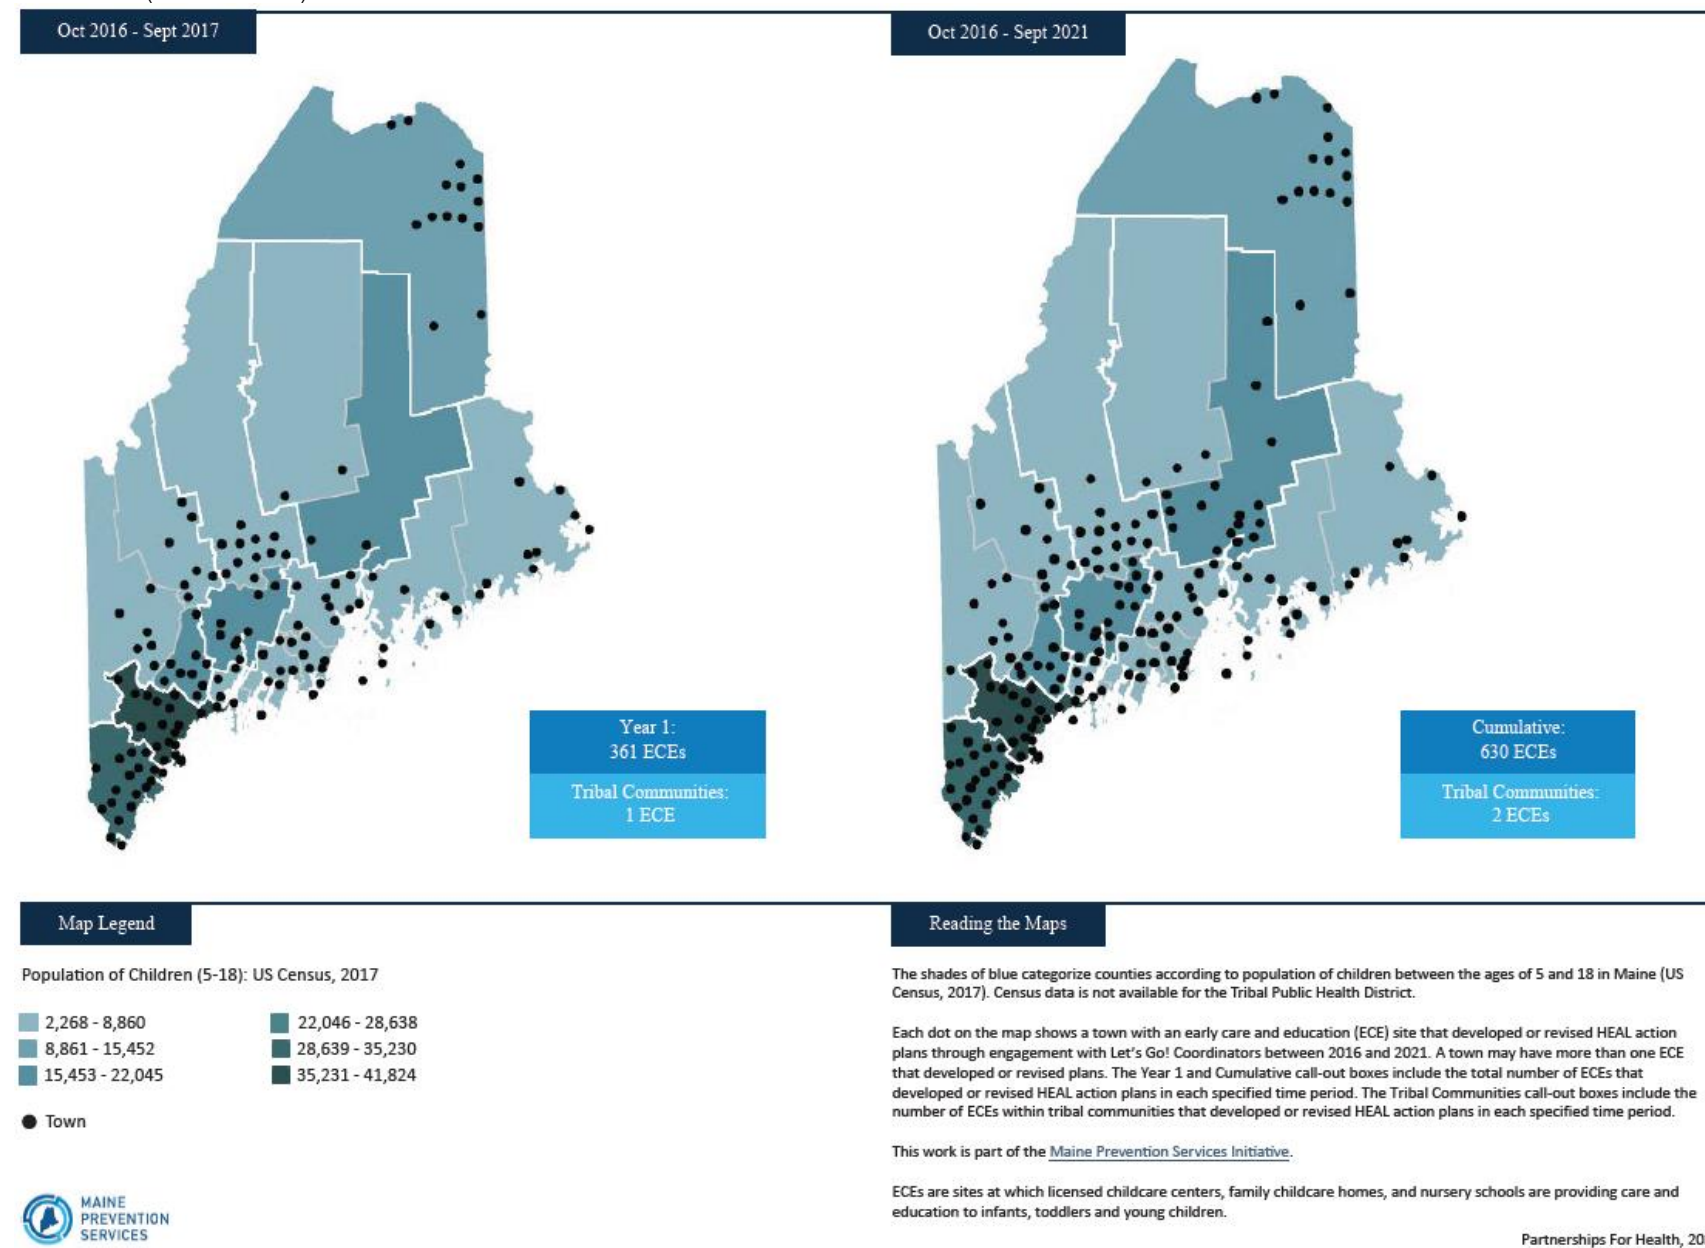 Oct 2016 - Sept 2017
Oct 2016 - Sept 2021
Year 1:
361 ECEs
Tribal Communities:
1 ECE
Cumulative:
630 ECEs
Tribal Communities:
2 ECEs
Map Legend
Population of Children (5-18): US Census, 2017
2,268 - 8,860
8,861 - 15,452
15,453 - 22,045
22,046 - 28,638
28,639 - 35,230
35,231 - 41,824
Town
MAINE
PREVENTION
SERVICES
Reading the Maps
The shades of blue categorize counties according to population of children between the ages of 5 and 18 in Maine (US
Census, 2017). Census data is not available for the Tribal Public Health District.
Each dot on the map shows a town with an early care and education (ECE) site that developed or revised HEAL action
plans through engagement with Let's Go! Coordinators between 2016 and 2021. A town may have more than one ECE
that developed or revised plans. The Year 1 and Cumulative call-out boxes include the total number of ECEs that
developed or revised HEAL action plans in each specified time period. The Tribal Communities call-out boxes include the
number of ECEs within tribal communities that developed or revised HEAL action plans in each specified time period.
This work is part of the Maine Prevention Services Initiative.
ECEs are sites at which licensed childcare centers, family childcare homes, and nursery schools are providing care and
education to infants, toddlers and young children.
Partnerships For Health, 20